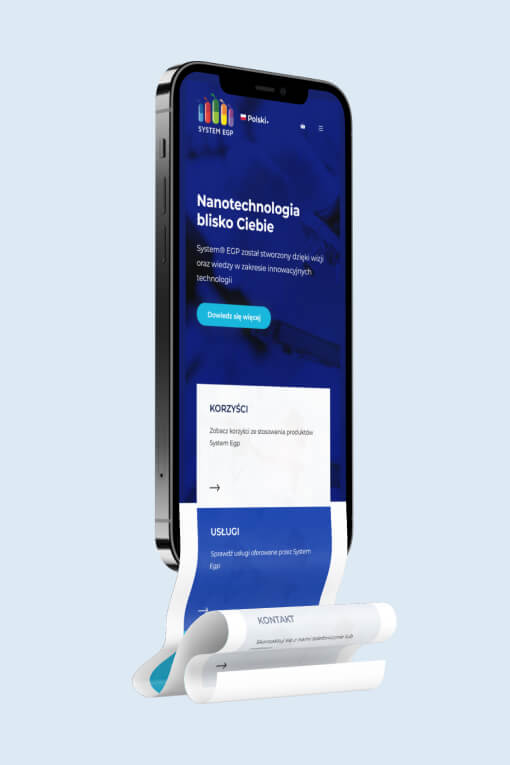 SYSTEM EGP
Polski
Nanotechnologia
blisko Ciebie
System® EGP został stworzony dzięki wizji
oraz wiedzy w zakresie innowacyjnych
technologii
Dowiedz się więcej
KORZYŚCI
Zobacz korzyści ze stosowania produktów
System Egp
USŁUGI
Sprawdź usługi oferowane przez System
Egp
KONTAKT
Skontaktuj się z nami telefonicznie lub